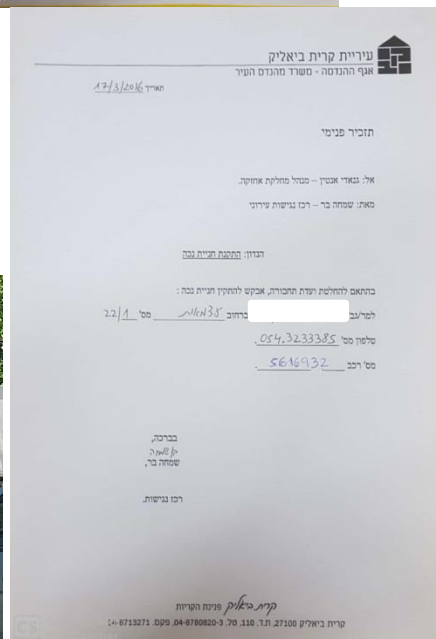 עיריית קרית ביאליק
אגף ההנדסה - משרד מהנדס העיר
תאריך 17/3/2016
תזכיר פנימי
אל: גנאדי אנטין – מנהל מחלקת אחזקה.
מאת: שמחה בר – רכז נגישות עירוני
הנדון: התקנת חניית נכה
בהתאם להחלטת ועדת תחבורה, אבקש להתקין חניית נכה :
למר/גב ברחוב עצמאות מס' 22/1
טלפון מס' 054.3233385.
מס' רכב 5616932.
בברכה,
שמחה בר,
רכז נגישות.
קרית ביאליק פנינת הקריות
קרית ביאליק 27100, ת.ד. 110, טל. 04-8780820-3, פקס. 04-8713271
CS